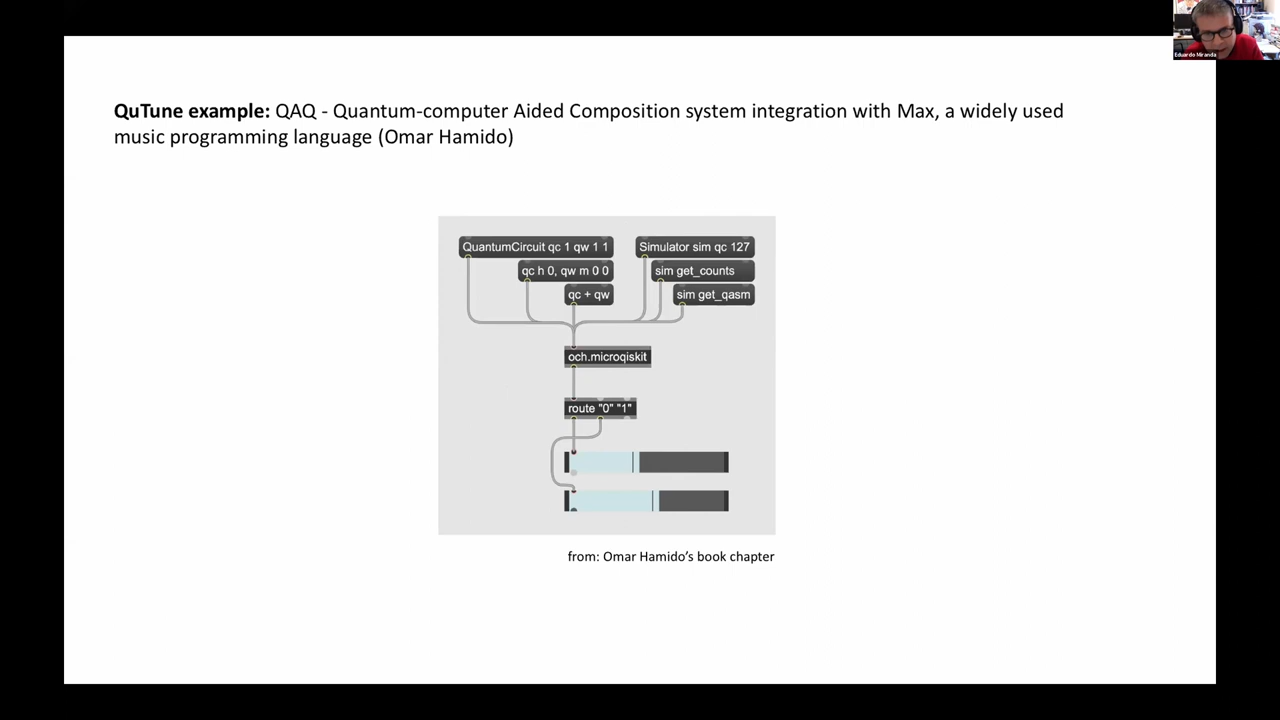 Eduardo Miranda
QuTune example: QAQ - Quantum-computer Aided Composition system integration with Max, a widely used
music programming language (Omar Hamido)
QuantumCircuit qc 1 qw 1 1
Simulator sim qc 127
qc h 0, qw m 0 0
sim get_counts
qc + qw
sim get_qasm
och.microqiskit
route "0" "1"
from: Omar Hamido's book chapter